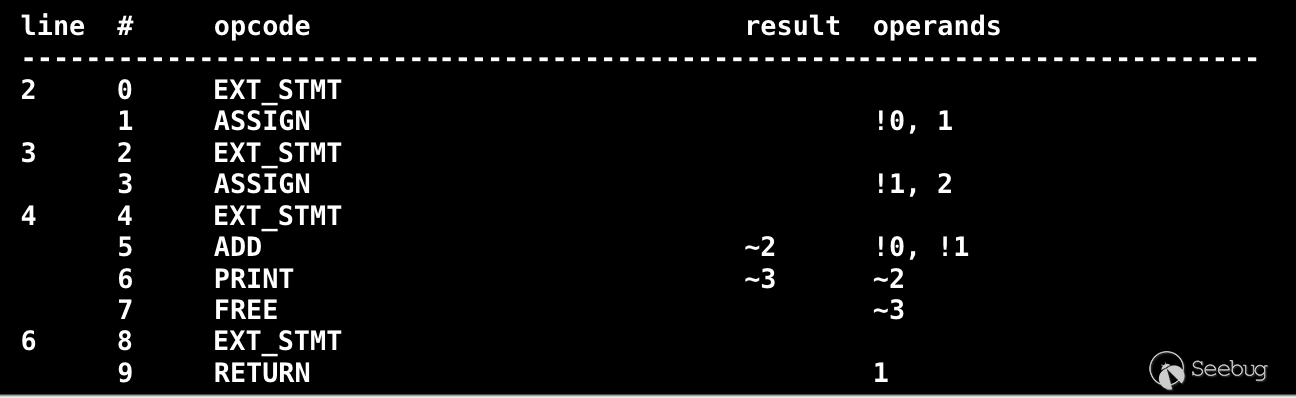 line # opcode result operands
-----------------------------------------------------------------------------
2 0 EXT_STMT
1 ASSIGN !0, 1
3 2 EXT_STMT
3 ASSIGN !1, 2
4 4 EXT_STMT
5 ADD ~2 !0, !1
6 PRINT ~3 ~2
7 FREE ~3
6 8 EXT_STMT
9 RETURN 1
Seebug